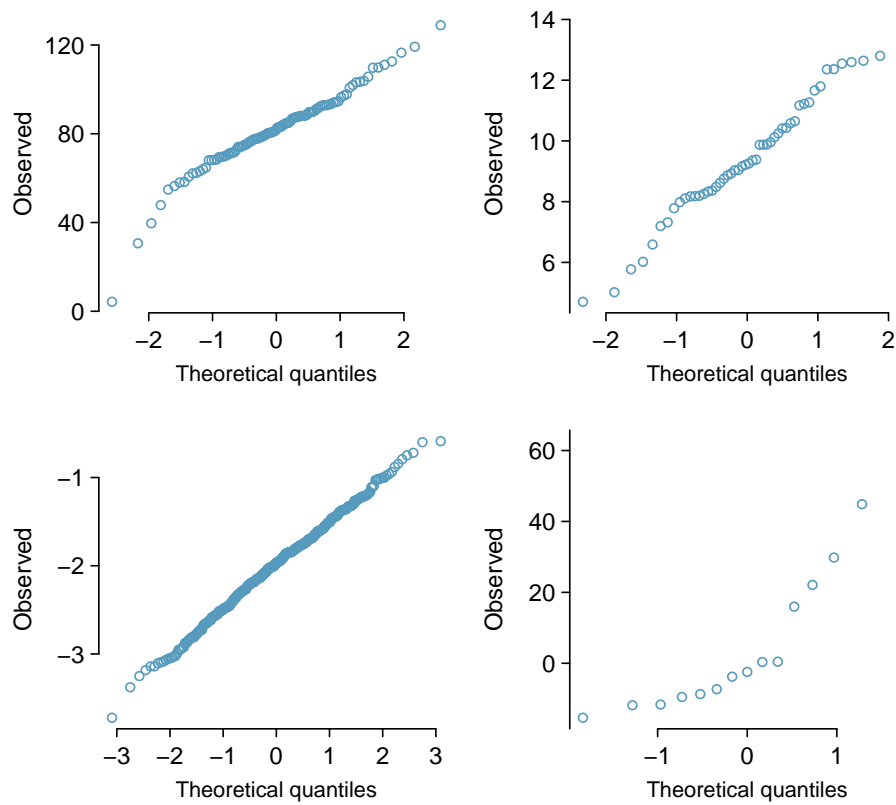 120
80
40
0
Observed
−2 −1 0 1 2
Theoretical quantiles
14
12
10
8
6
Observed
−2 −1 0 1 2
Theoretical quantiles
−1
−2
−3
Observed
−3 −2 −1 0 1 2 3
Theoretical quantiles
60
40
20
0
Observed
−1 0 1
Theoretical quantiles